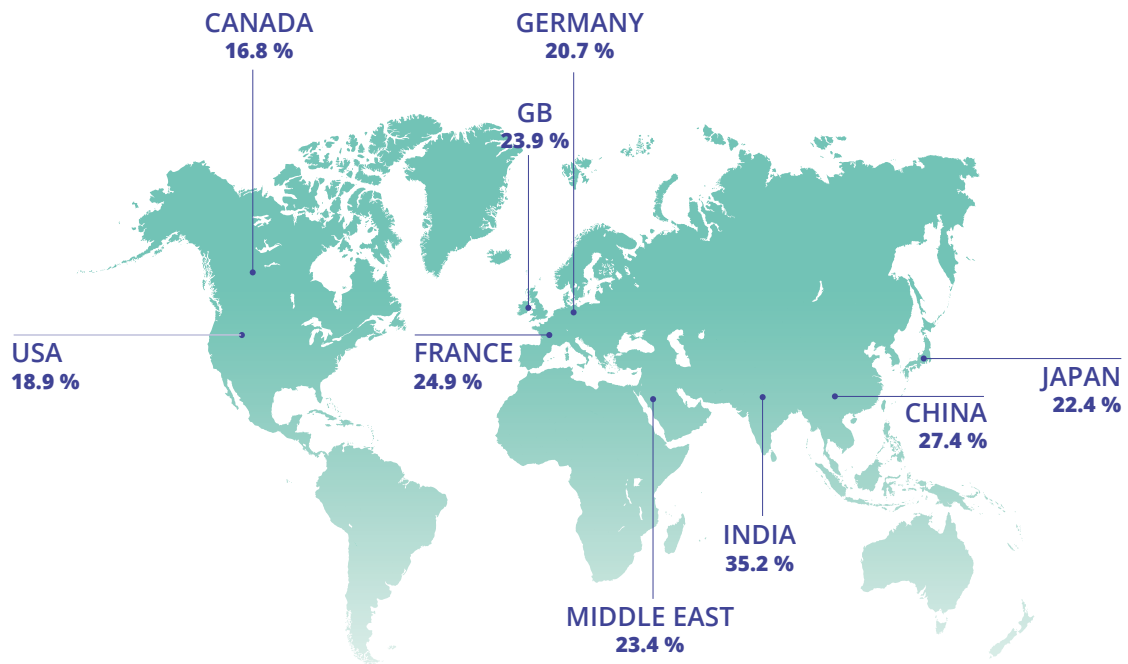 CANADA
16.8 %
GERMANY
20.7 %
GB
23.9 %
USA
18.9 %
FRANCE
24.9 %
JAPAN
22.4 %
CHINA
27.4 %
INDIA
35.2 %
MIDDLE EAST
23.4 %